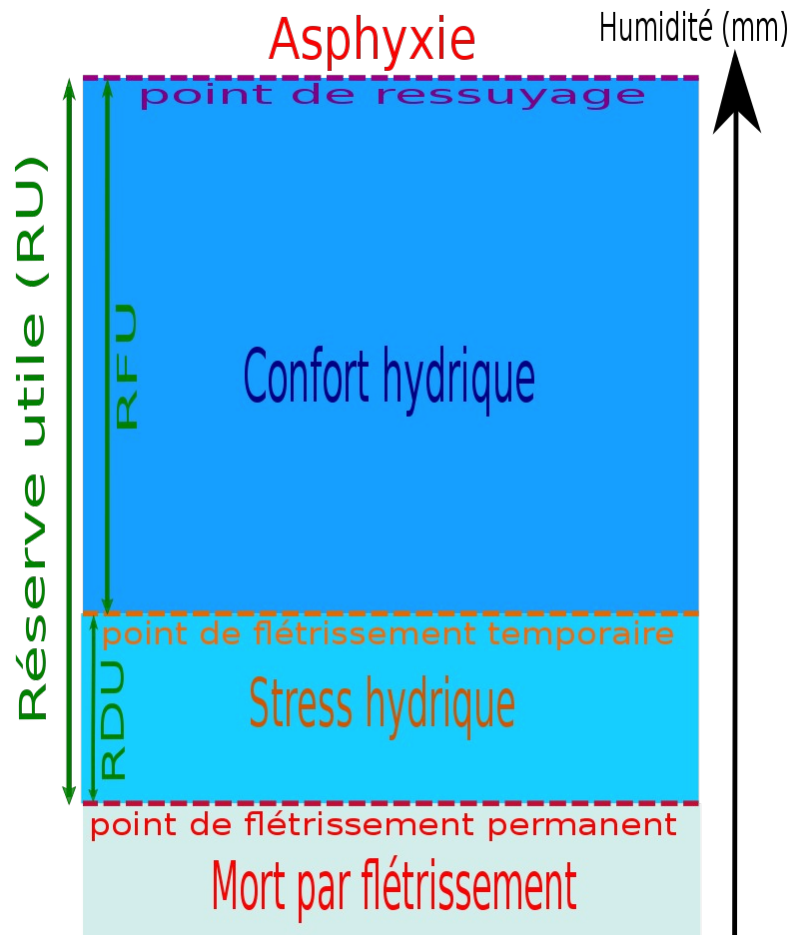 Asphyxie
Humidité (mm)
point de ressuyage
Réserve utile (RU)
RFU
Confort hydrique
point de flétrissement temporaire
RDU
Stress hydrique
point de flétrissement permanent
Mort par flétrissement